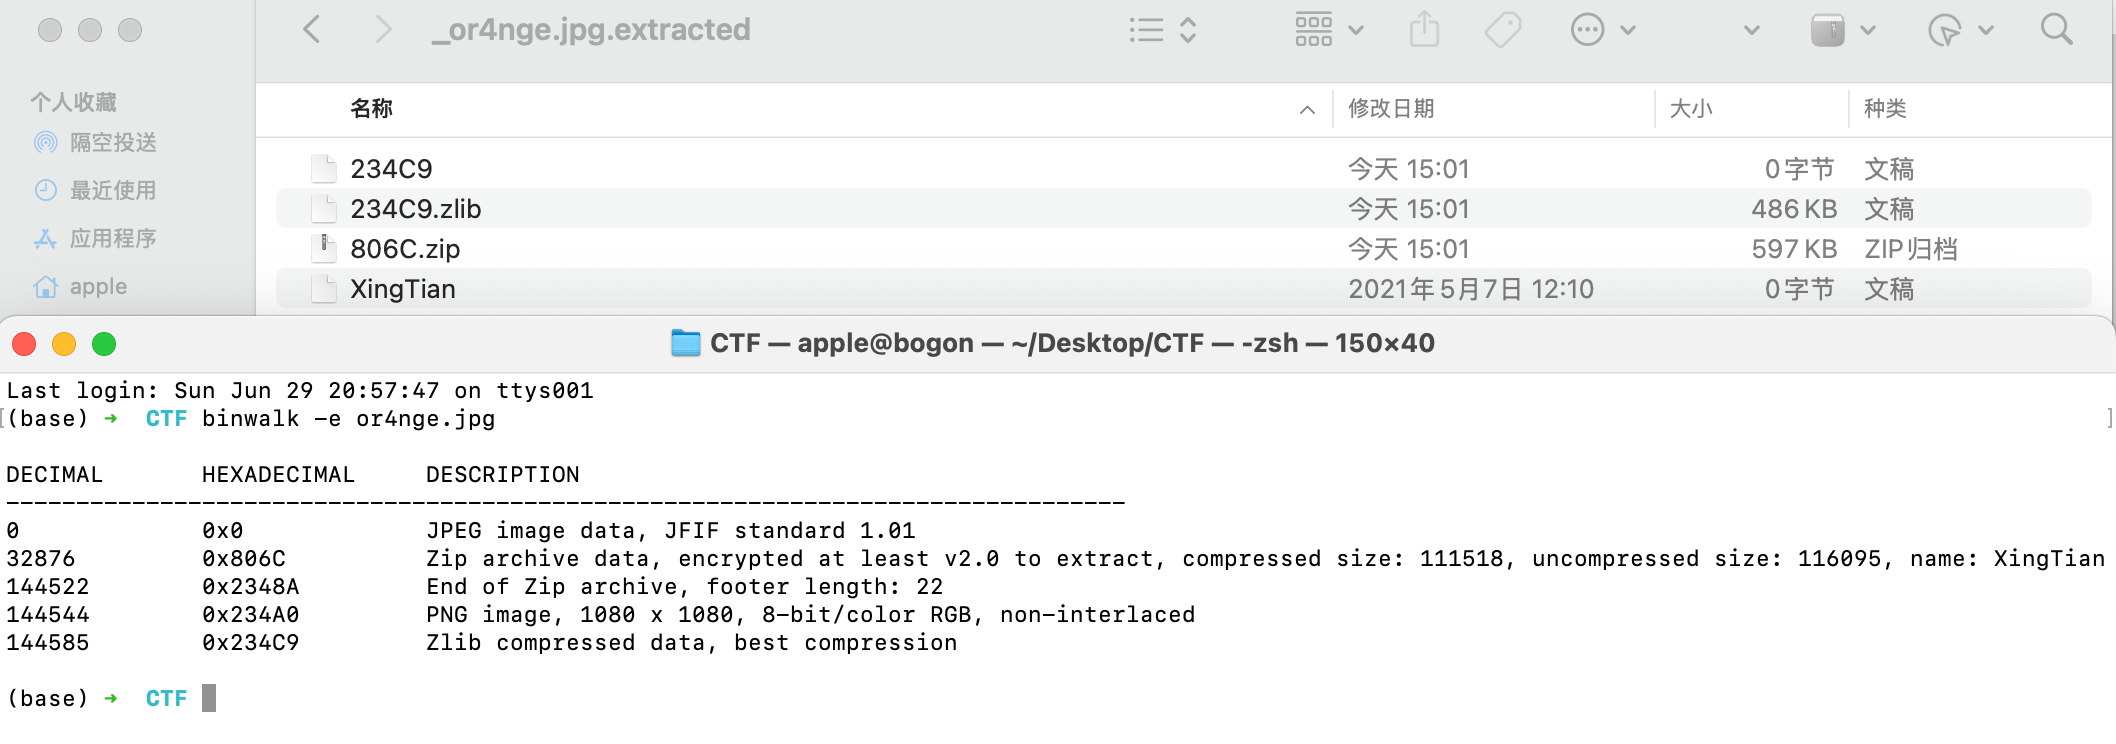 _or4nge.jpg.extracted
个人收藏
隔空投送
最近使用
应用程序
apple
名称 修改日期 大小 种类
234C9 今天 15:01 0字节 文稿
234C9.zlib 今天 15:01 486 KB 文稿
806C.zip 今天 15:01 597 KB ZIP归档
XingTian 2021年5月7日 12:10 0字节 文稿
CTF — apple@bogon — ~/Desktop/CTF — -zsh — 150×40
Last login: Sun Jun 29 20:57:47 on ttys001
[(base) ➜  CTF binwalk -e or4nge.jpg ]
DECIMAL       HEXADECIMAL     DESCRIPTION
--------------------------------------------------------------------------------
0             0x0             JPEG image data, JFIF standard 1.01
32876         0x806C          Zip archive data, encrypted at least v2.0 to extract, compressed size: 111518, uncompressed size: 116095, name: XingTian
144522        0x2348A         End of Zip archive, footer length: 22
144544        0x234A0         PNG image, 1080 x 1080, 8-bit/color RGB, non-interlaced
144585        0x234C9         Zlib compressed data, best compression
(base) ➜  CTF